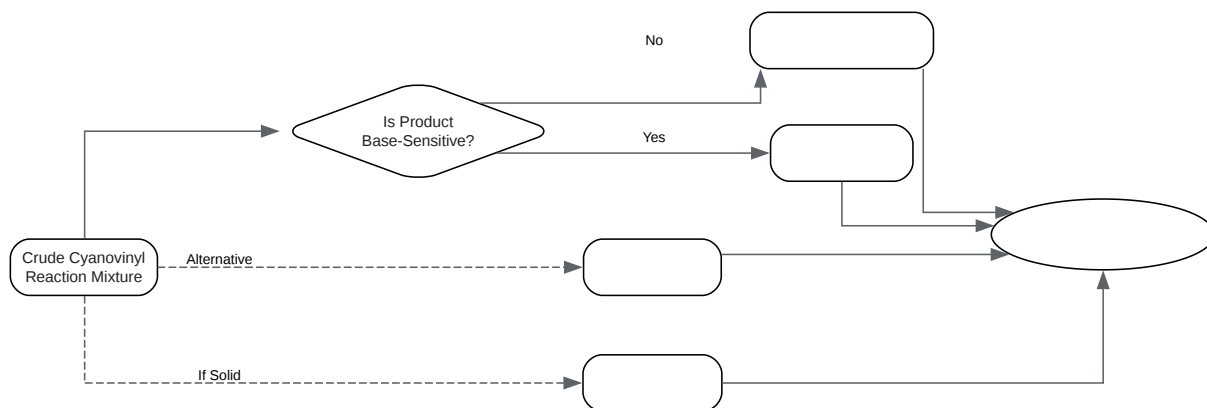 No
Is Product
Base-Sensitive?
Yes
Crude Cyanovinyl
Reaction Mixture
Alternative
If Solid